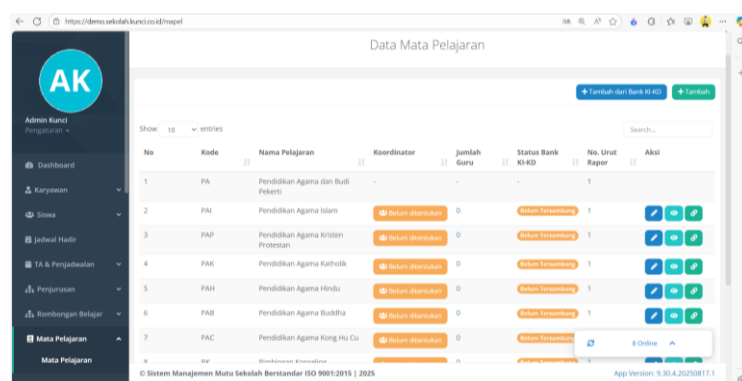 https://demo.sekolah.kunci.co.id/mapel
Data Mata Pelajaran
AK
Admin Kunci
Pengaturan
Dashboard
Karyawan
Siswa
Jadwal Hadir
TA & Penjadwalan
Penjurusan
Rombongan Belajar
Mata Pelajaran
Mata Pelajaran
+Tambah dari Bank KI-KD +Tambah
Show 10 entries Search...
No Kode Nama Pelajaran Koordinator Jumlah Guru Status Bank KI-KD No. Urut Rapor Aksi
1 PA Pendidikan Agama dan Budi Pekerti - - - 1
2 PAI Pendidikan Agama Islam Belum ditentukan 0 Belum Tersambung 1
3 PAP Pendidikan Agama Kristen Protestan Belum ditentukan 0 Belum Tersambung 1
4 PAK Pendidikan Agama Katholik Belum ditentukan 0 Belum Tersambung 1
5 PAH Pendidikan Agama Hindu Belum ditentukan 0 Belum Tersambung 1
6 PAB Pendidikan Agama Buddha Belum ditentukan 0 Belum Tersambung 1
7 PAC Pendidikan Agama Kong Hu Cu Belum ditentukan 0 Belum Tersambung
8 Online
© Sistem Manajemen Mutu Sekolah Berstandar ISO 9001:2015 | 2025 App Version: 9.30.4.20250817.1